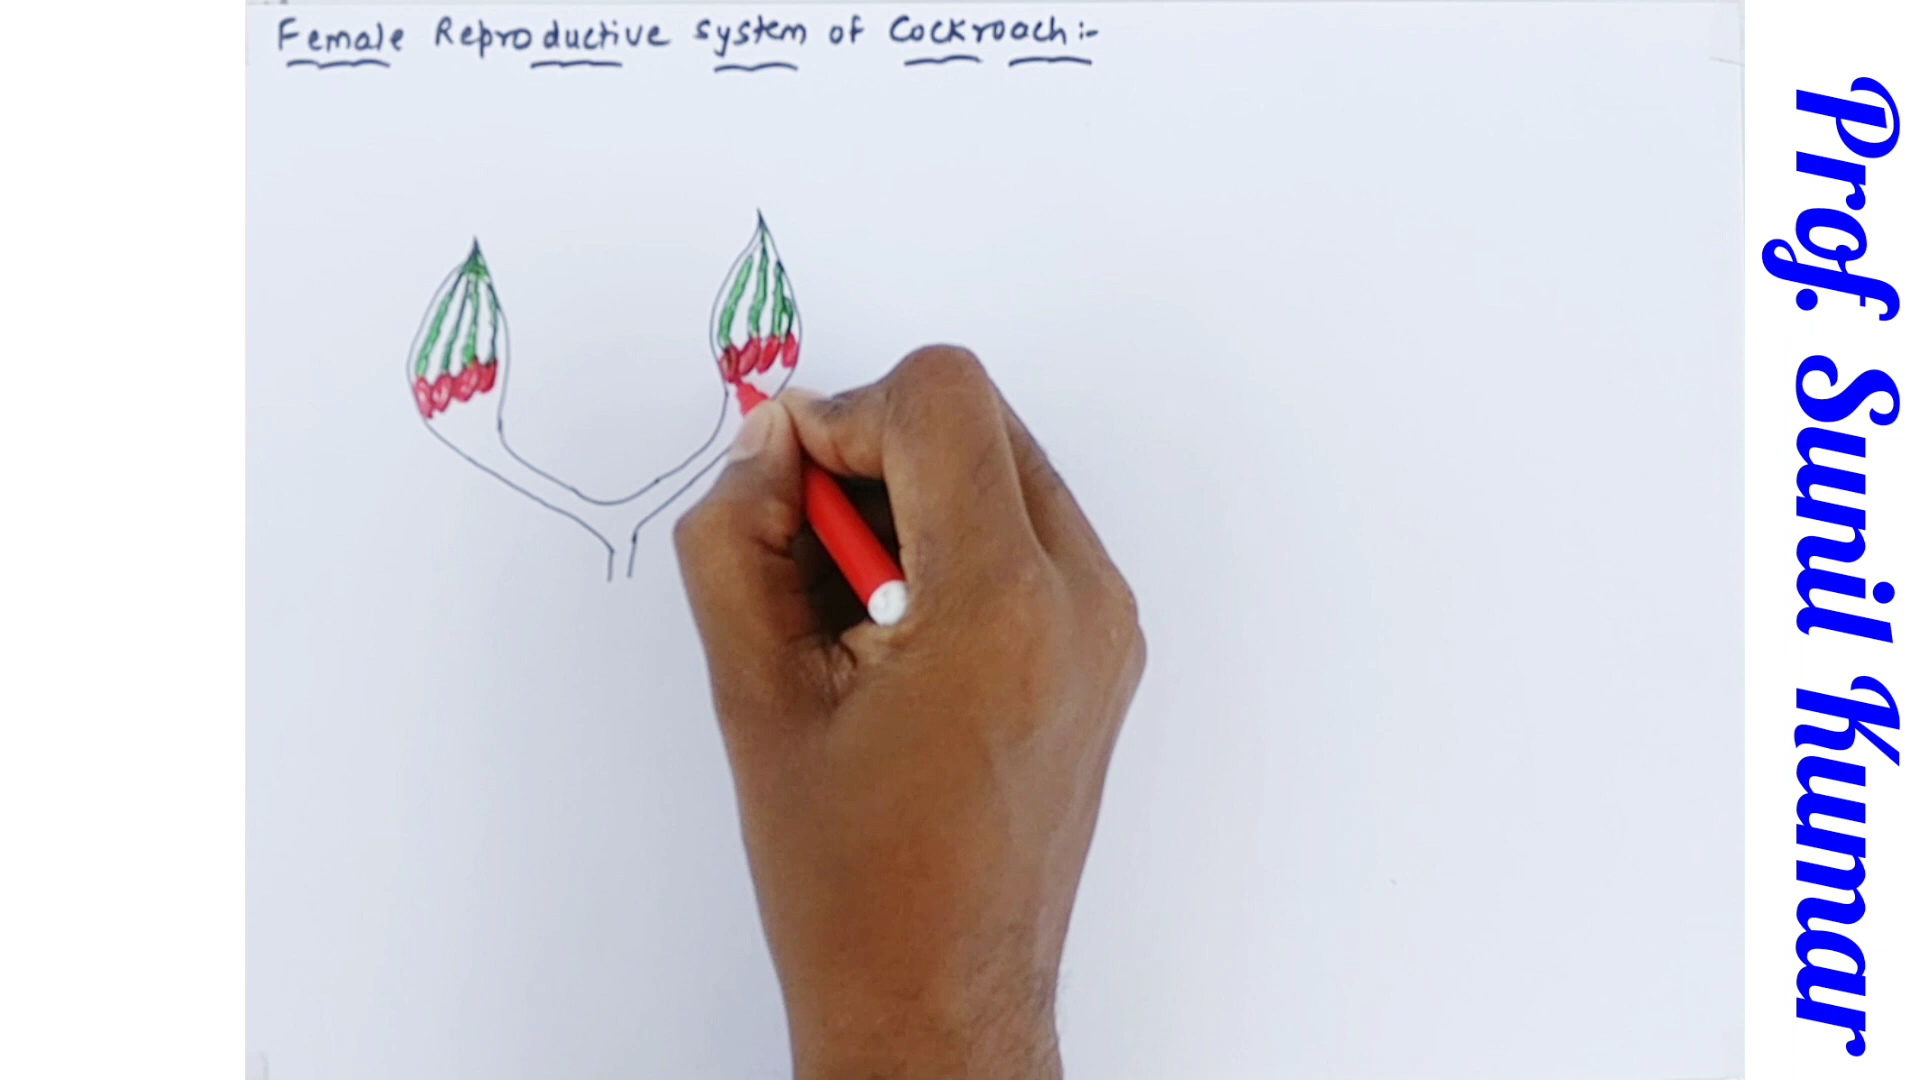 Female Reproductive system of Cockroach:-
Prof. Sunil Kumar